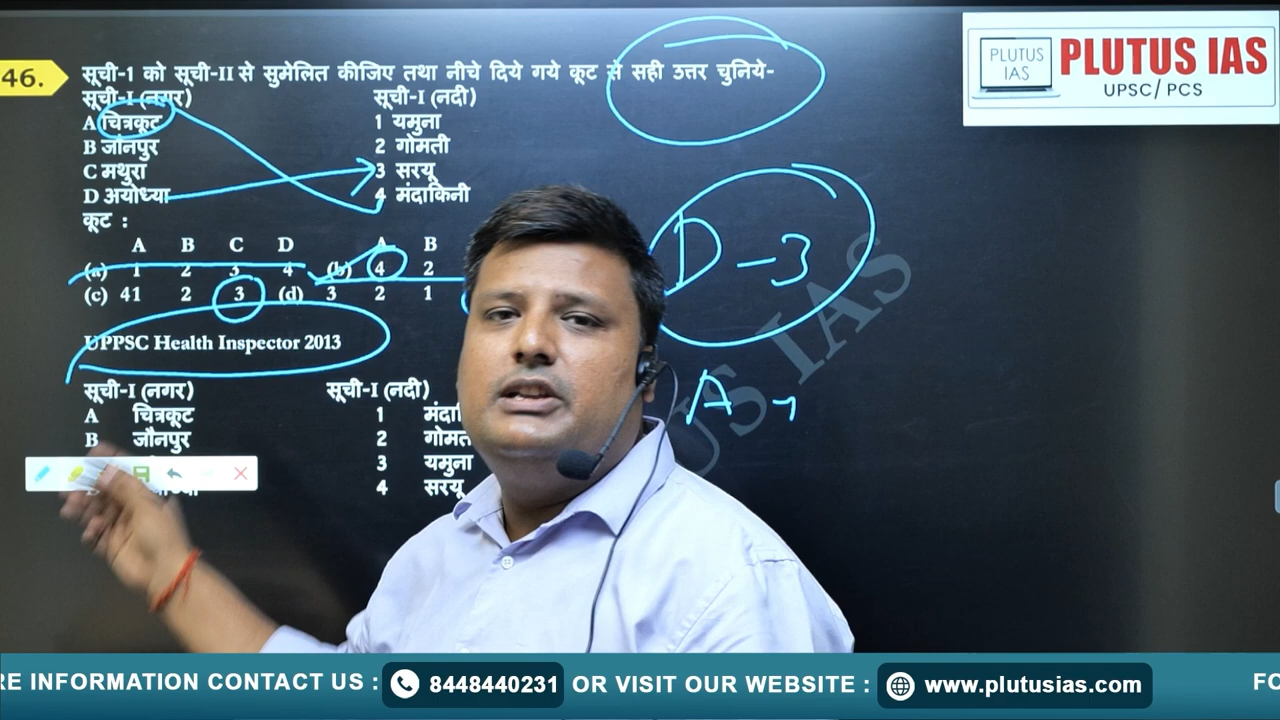 PLUTUS IAS
PLUTUS IAS
UPSC/ PCS
46. सूची-1 को सूची-II से सुमेलित कीजिए तथा नीचे दिये गये कूट से सही उत्तर चुनिये-
सूची-I (नगर) सूची-I (नदी)
A चित्रकूट 1 यमुना
B जौनपुर 2 गोमती
C मथुरा 3 सरयू
D अयोध्या 4 मंदाकिनी
कूट :
A B C D A B
(a) 1 2 3 4 (b) 4 2
(c) 41 2 3 (d) 3 2 1
D - 3
UPPSC Health Inspector 2013
A
सूची-I (नगर) सूची-I (नदी)
A चित्रकूट 1
B जौनपुर 2
3 यमुना
4 सरयू
US IAS
RE INFORMATION CONTACT US : 8448440231 OR VISIT OUR WEBSITE : www.plutusias.com FO